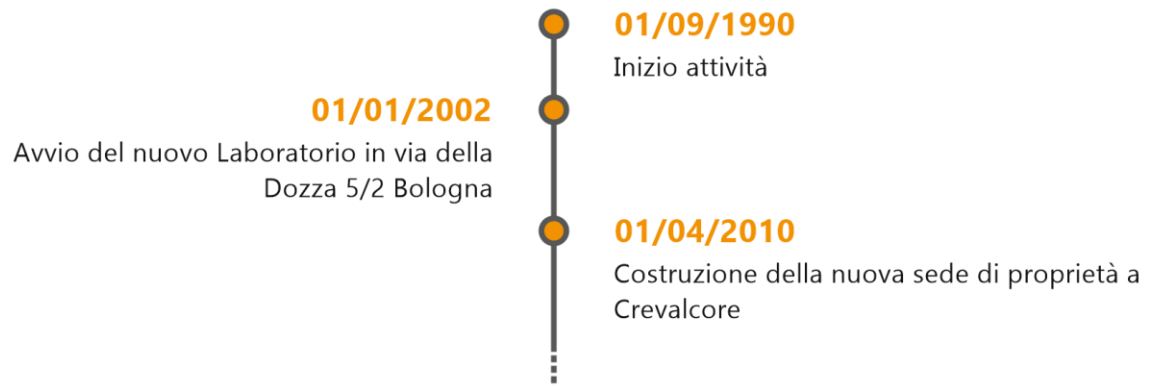 01/09/1990
Inizio attività
01/01/2002
Avvio del nuovo Laboratorio in via della
Dozza 5/2 Bologna
01/04/2010
Costruzione della nuova sede di proprietà a
Crevalcore